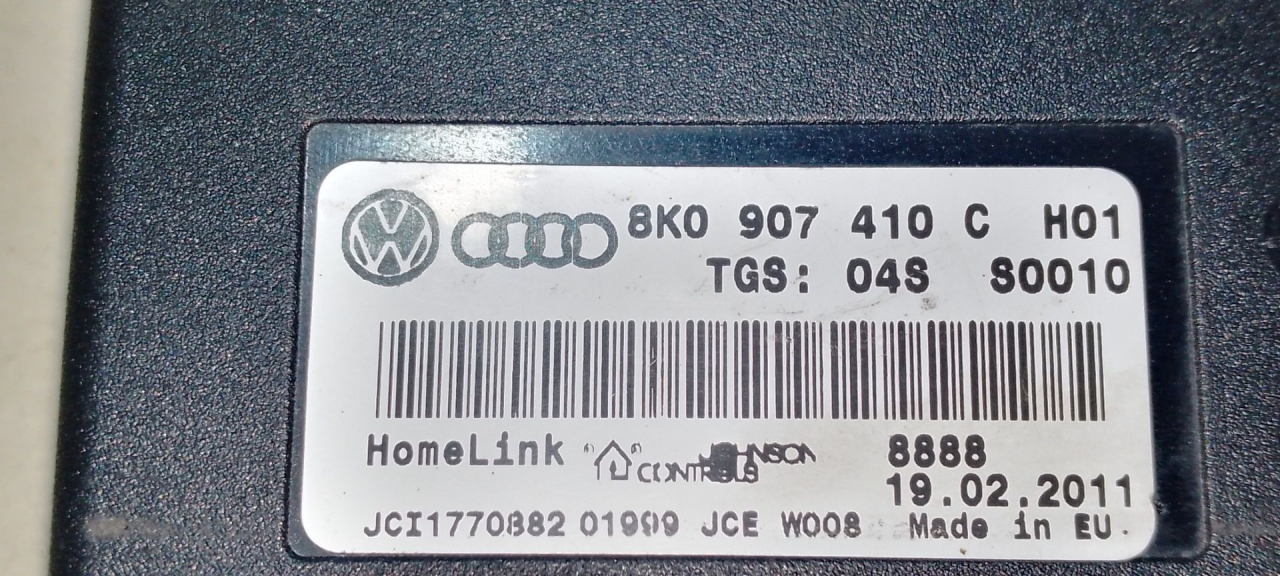 8K0 907 410 C H01
TGS: 04S S0010
HomeLink JOHNSON CONTROLS 8888
19.02.2011
JCI1770882 01999 JCE W008 Made in EU.